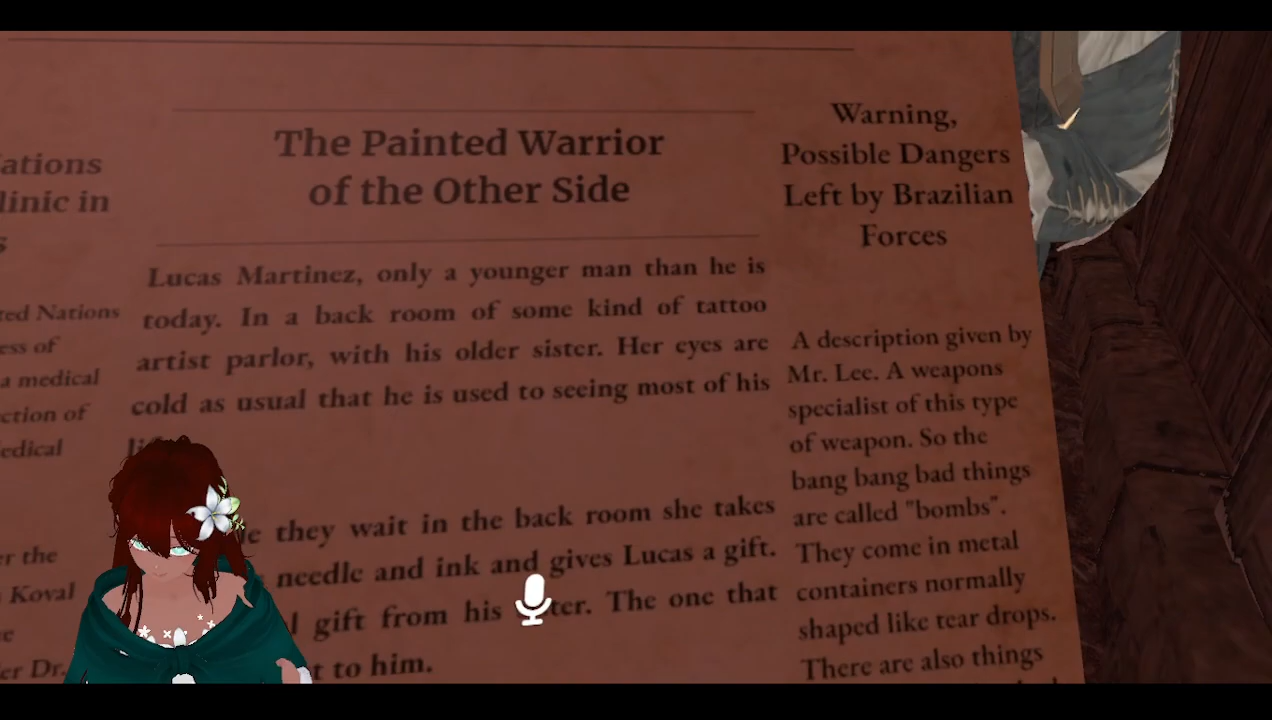 ations
linic in
s
ted Nations
ess of
a medical
ction of
edical
er the
Koval
e
er Dr.
The Painted Warrior
of the Other Side
Lucas Martinez, only a younger man than he is
today. In a back room of some kind of tattoo
artist parlor, with his older sister. Her eyes are
cold as usual that he is used to seeing most of his
they wait in the back room she takes
needle and ink and gives Lucas a gift.
gift from his The one that
t to him.
Warning,
Possible Dangers
Left by Brazilian
Forces
A description given by
Mr. Lee. A weapons
specialist of this type
of weapon. So the
bang bang bad things
are called "bombs".
They come in metal
containers normally
shaped like tear drops.
There are also things